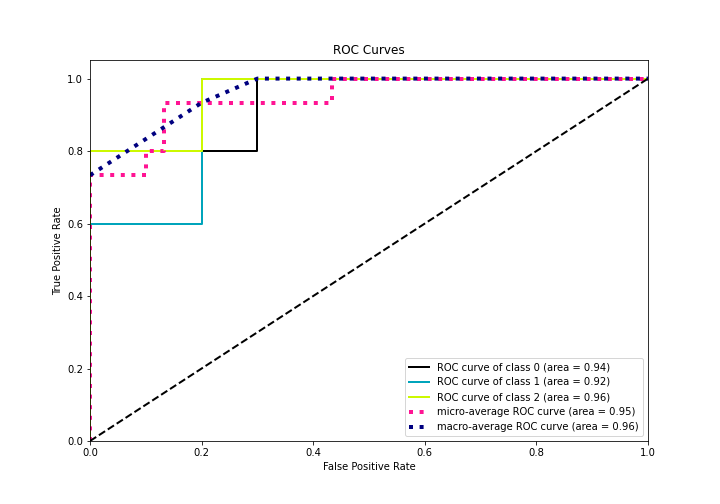 ROC Curves
True Positive Rate
1.0
0.8
0.6
0.4
0.2
0.0
0.0 0.2 0.4 0.6 0.8 1.0
False Positive Rate
ROC curve of class 0 (area = 0.94)
ROC curve of class 1 (area = 0.92)
ROC curve of class 2 (area = 0.96)
micro-average ROC curve (area = 0.95)
macro-average ROC curve (area = 0.96)